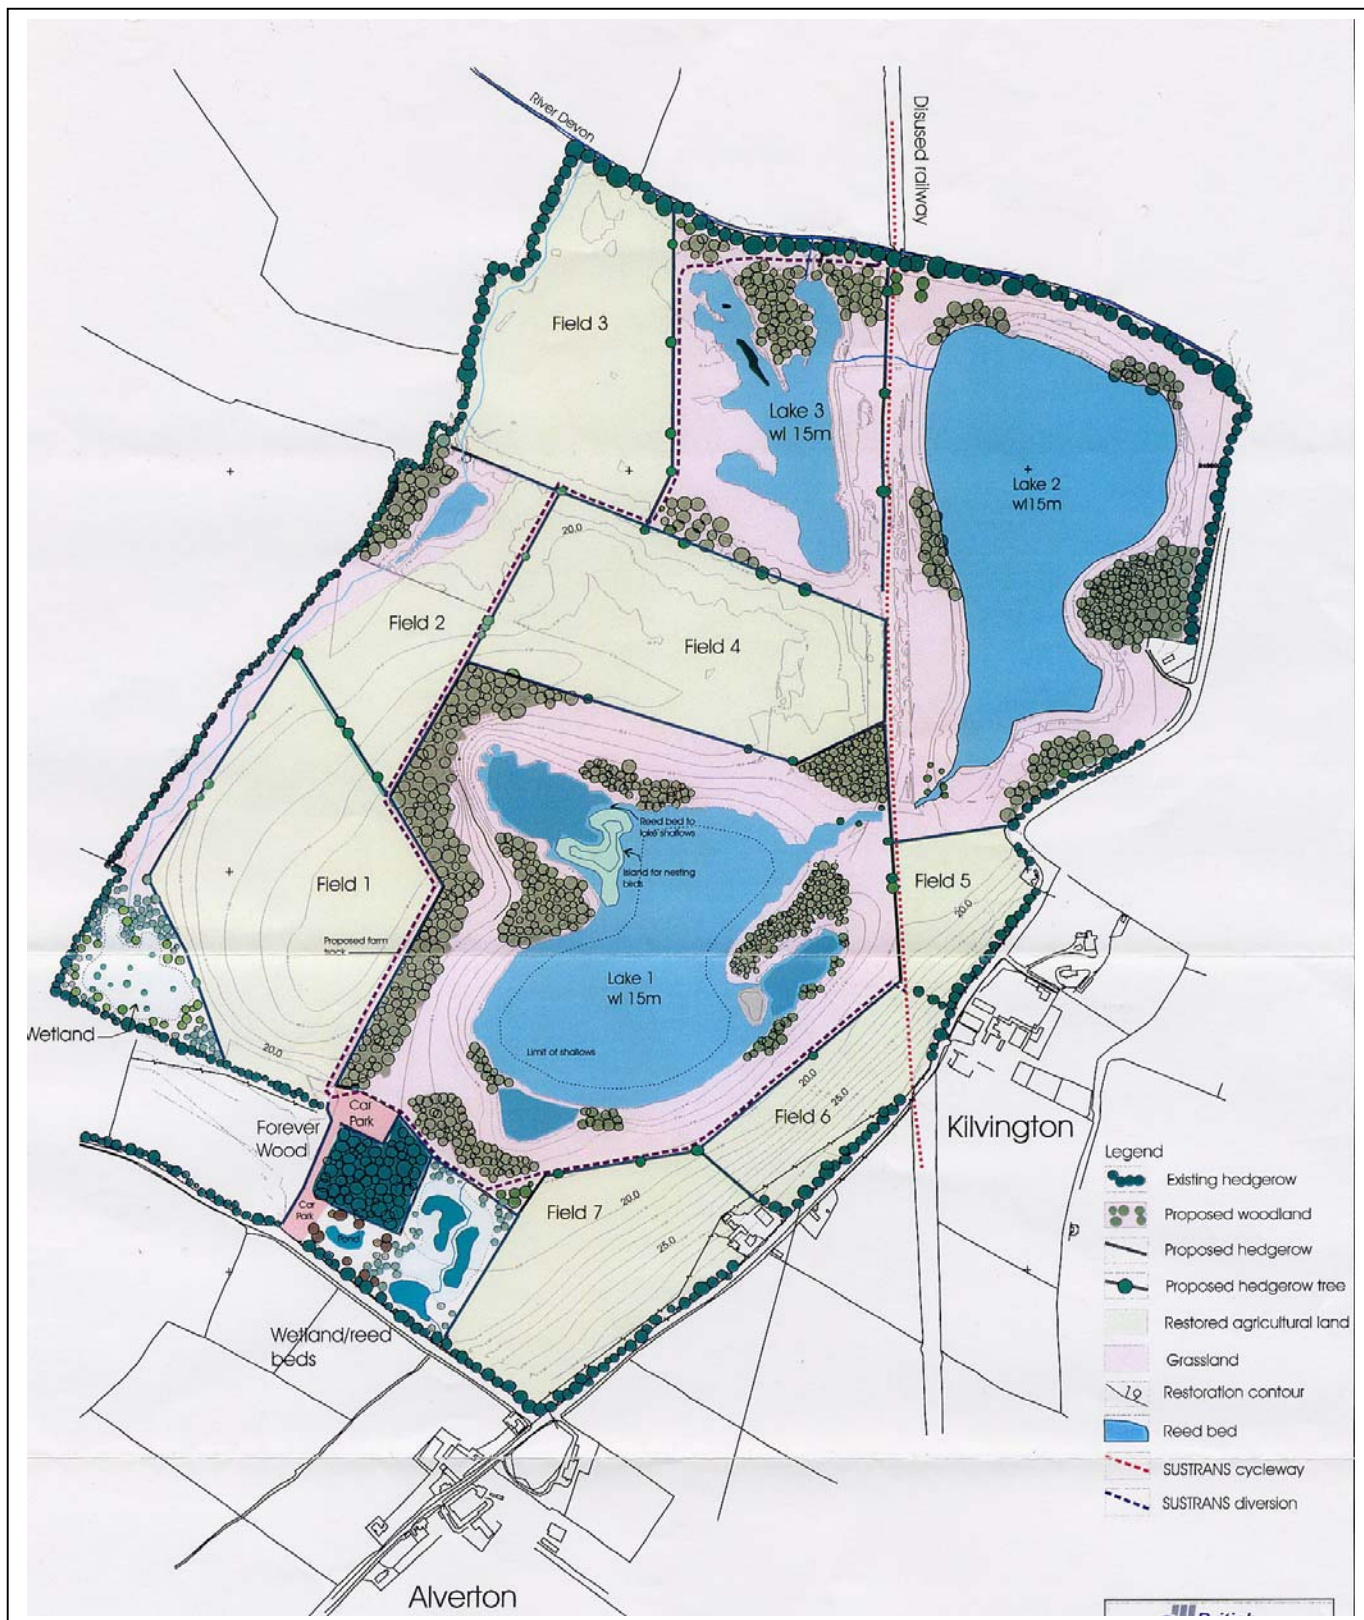 River Devon
Disused railway
Field 3
Lake 3
wl 15m
Lake 2
wl15m
20.0
Field 2
Field 4
Reed bed to
lake shallows
Island for nesting
birds
Field 1
Field 5
20.0
Proposed farm
track
Lake 1
wl 15m
Wetland
20.0
Limit of shallows
20.0
25.0
Car
Park
Forever
Wood
Field 6
Kilvington
Legend
Existing hedgerow
Proposed woodland
Proposed hedgerow
Proposed hedgerow tree
Restored agricultural land
Grassland
Restoration contour
Reed bed
SUSTRANS cycleway
SUSTRANS diversion
20.0
Field 7
25.0
Car
Park
Pond
Wetland/reed
beds
Alverton
British